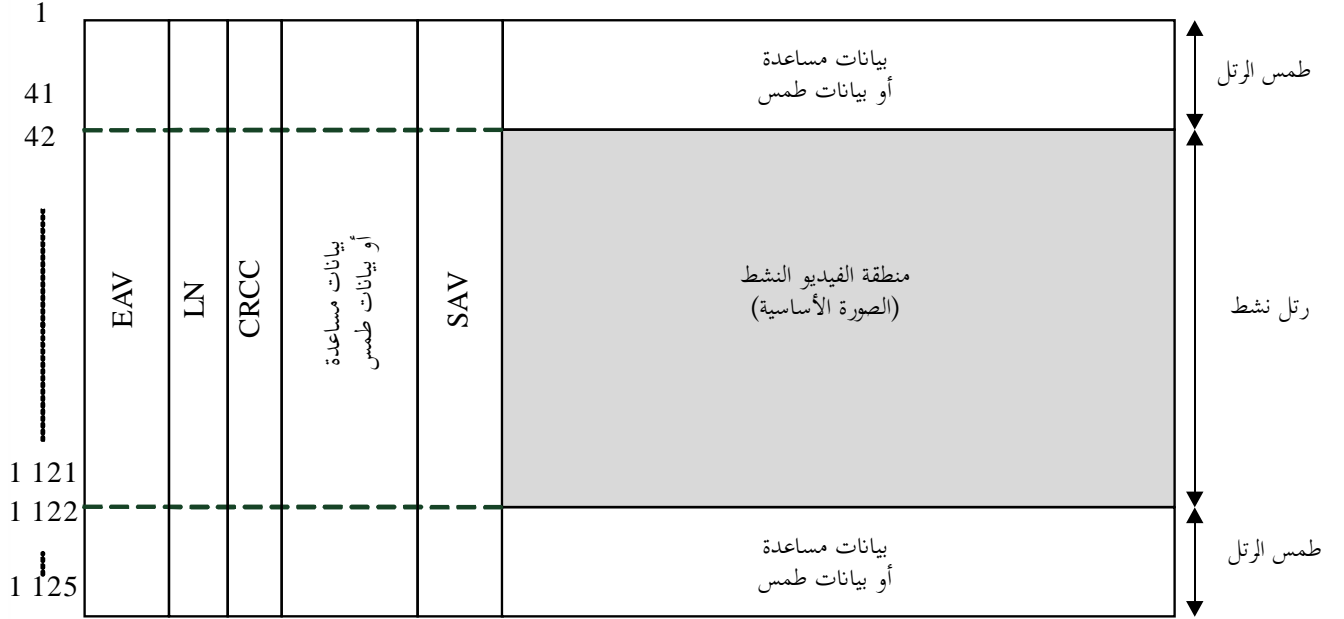 1
41
42
1 121
1 122
1 125
EAV
LN
CRCC
بيانات مساعدة
أو بيانات طمس
SAV
بيانات مساعدة
أو بيانات طمس
منطقة الفيديو النشط
(الصورة الأساسية)
بيانات مساعدة
أو بيانات طمس
طمس الرتل
رتل نشط
طمس الرتل